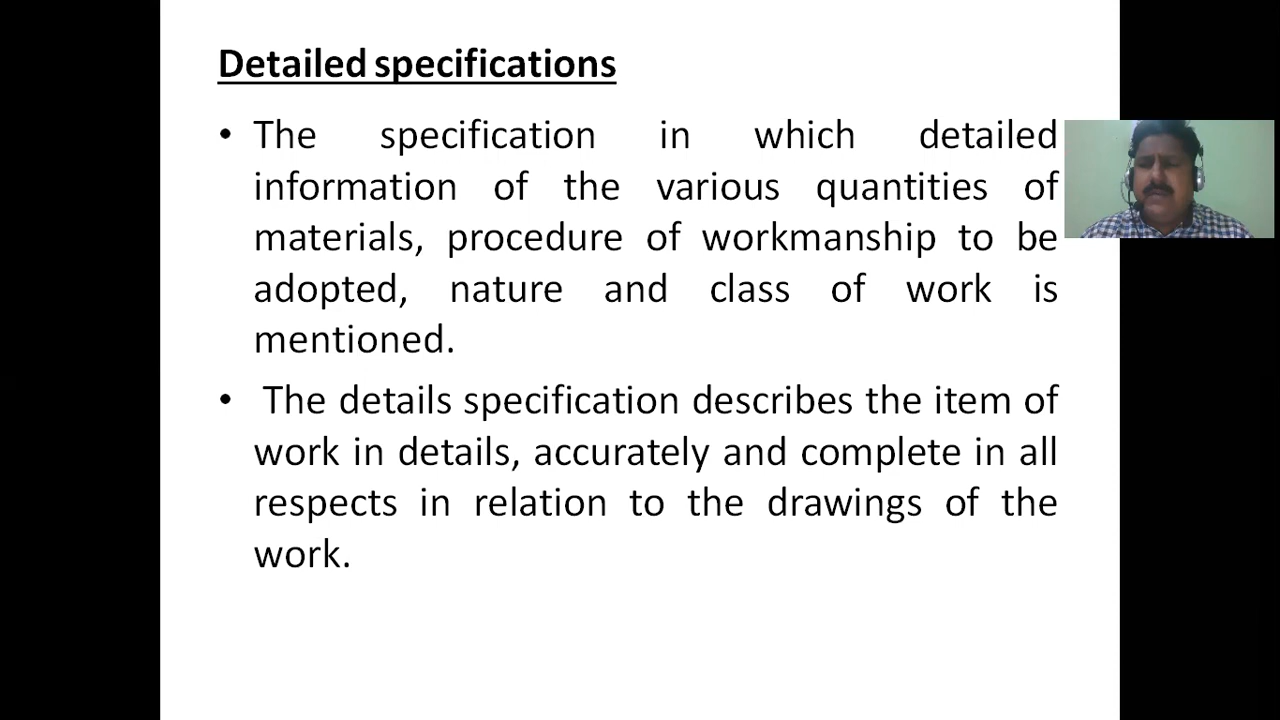 Detailed specifications
• The specification in which detailed
information of the various quantities of
materials, procedure of workmanship to be
adopted, nature and class of work is
mentioned.
• The details specification describes the item of
work in details, accurately and complete in all
respects in relation to the drawings of the
work.